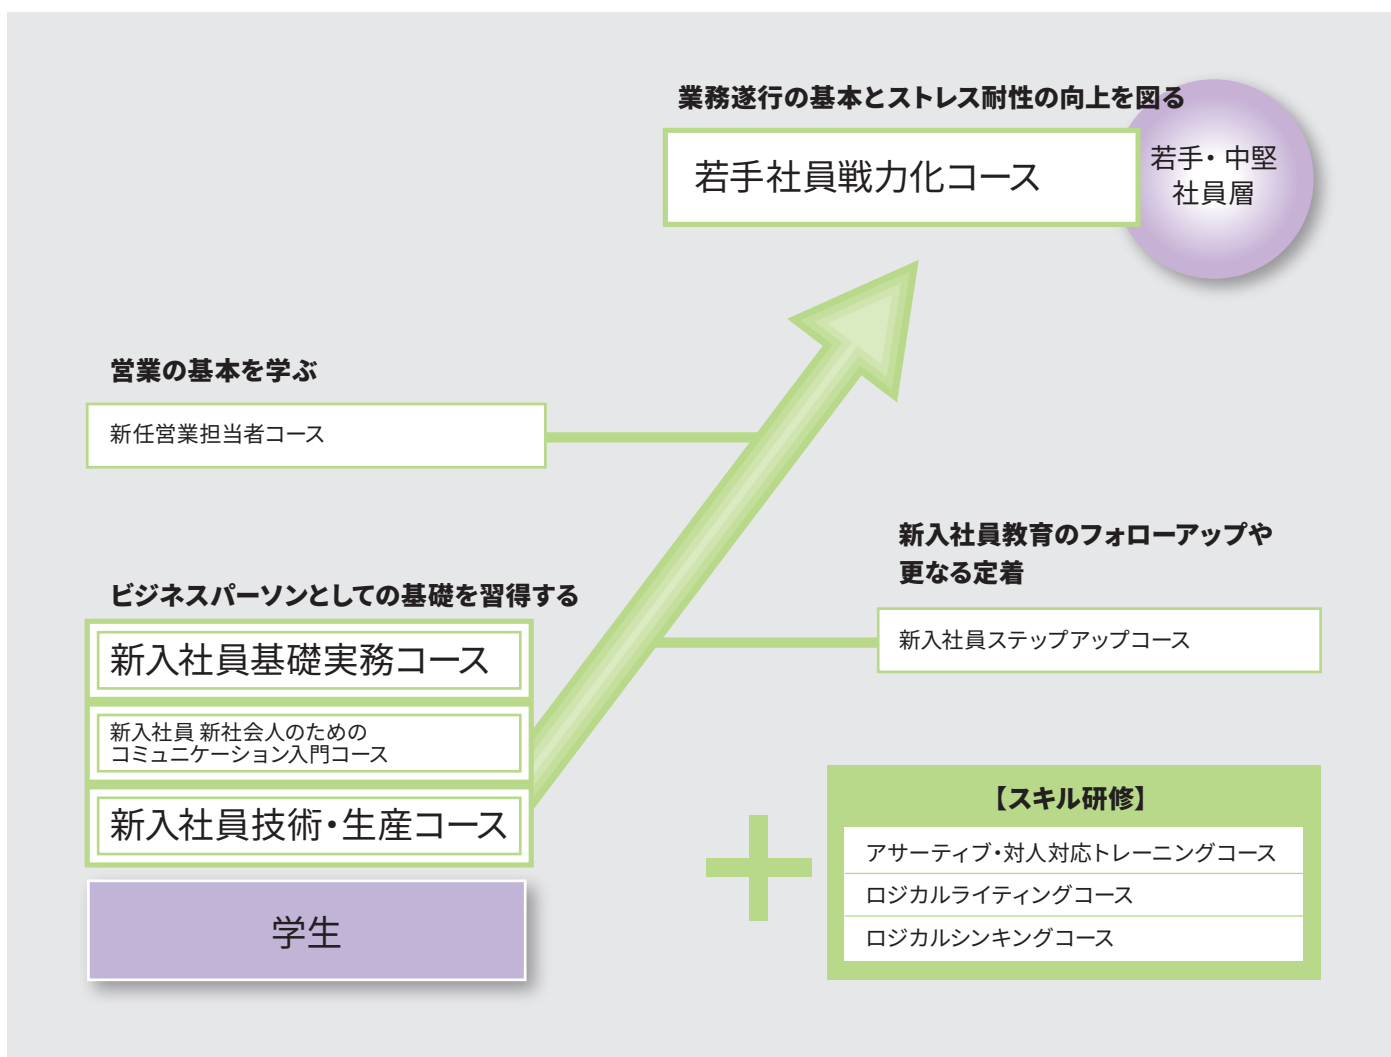 業務遂行の基本とストレス耐性の向上を図る
若手社員戦力化コース
若手・中堅
社員層
営業の基本を学ぶ
新任営業担当者コース
新入社員教育のフォローアップや
更なる定着
新入社員ステップアップコース
ビジネスパーソンとしての基礎を習得する
新入社員基礎実務コース
新入社員 新社会人のための
コミュニケーション入門コース
新入社員技術・生産コース
学生
【スキル研修】
アサーティブ・対人対応トレーニングコース
ロジカルライティングコース
ロジカルシンキングコース